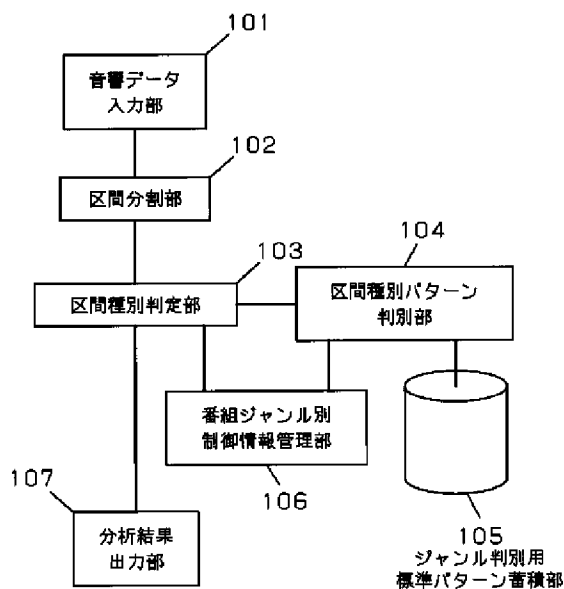 101
音響データ
入力部
102
区間分割部
103
区間種別判定部
104
区間種別パターン
判別部
番組ジャンル別
制御情報管理部
106
107
分析結果
出力部
105
ジャンル判別用
標準パターン蓄積部